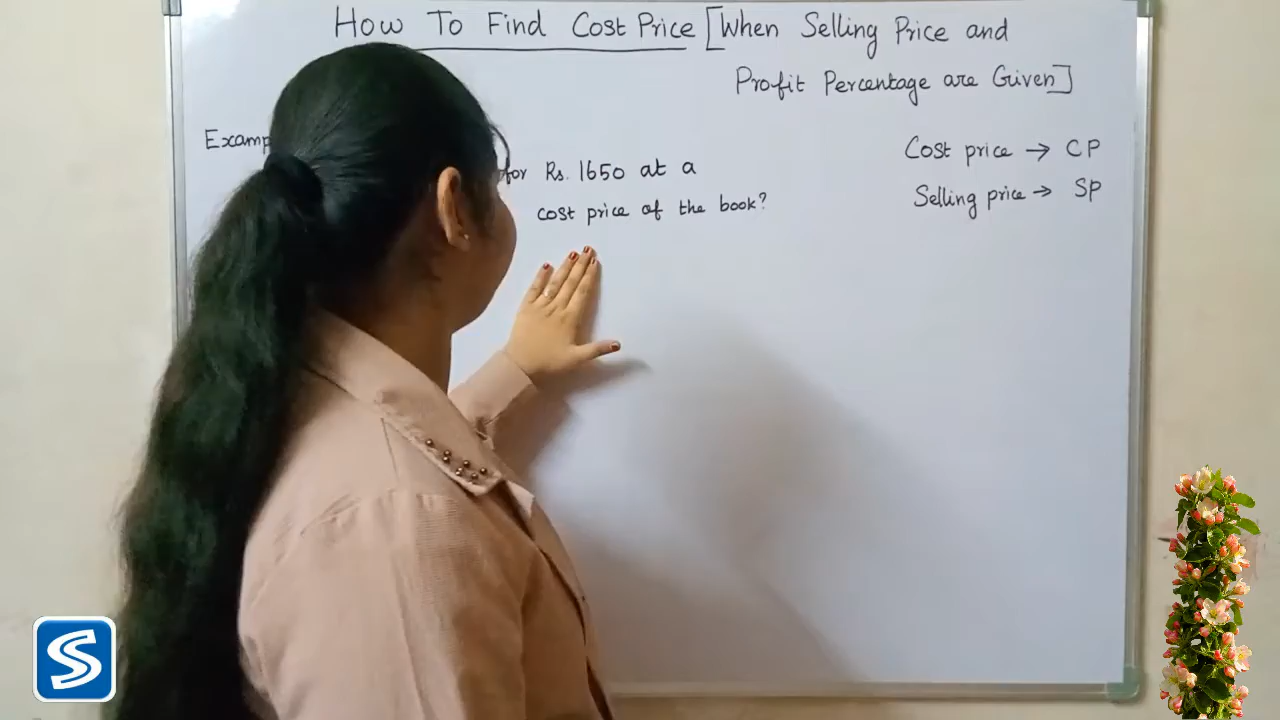 How To Find Cost Price [When Selling Price and
Profit Percentage are Given]
for Rs. 1650 at a
cost price of the book?
Cost price → CP
Selling price → SP
S